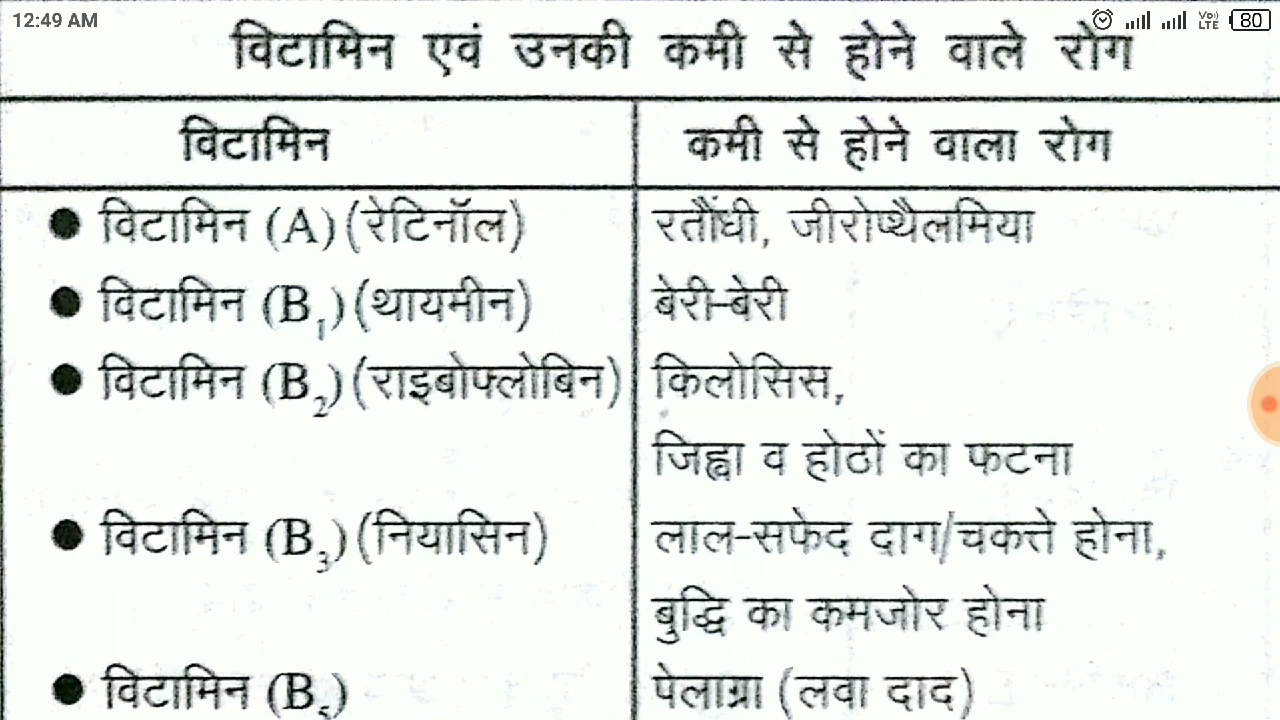 12:49 AM VoLTE 80
विटामिन एवं उनकी कमी से होने वाले रोग
विटामिन कमी से होने वाला रोग
● विटामिन (A) (रेटिनॉल) रतौंधी, जीरोप्थैलमिया
● विटामिन (B₁) (थायमीन) बेरी-बेरी
● विटामिन (B₂) (राइबोफ्लोबिन) किलोसिस,
जिह्वा व होठों का फटना
● विटामिन (B₃) (नियासिन) लाल-सफेद दाग/चकत्ते होना,
बुद्धि का कमजोर होना
● विटामिन (B₅) पेलाग्रा (लवा दाद)